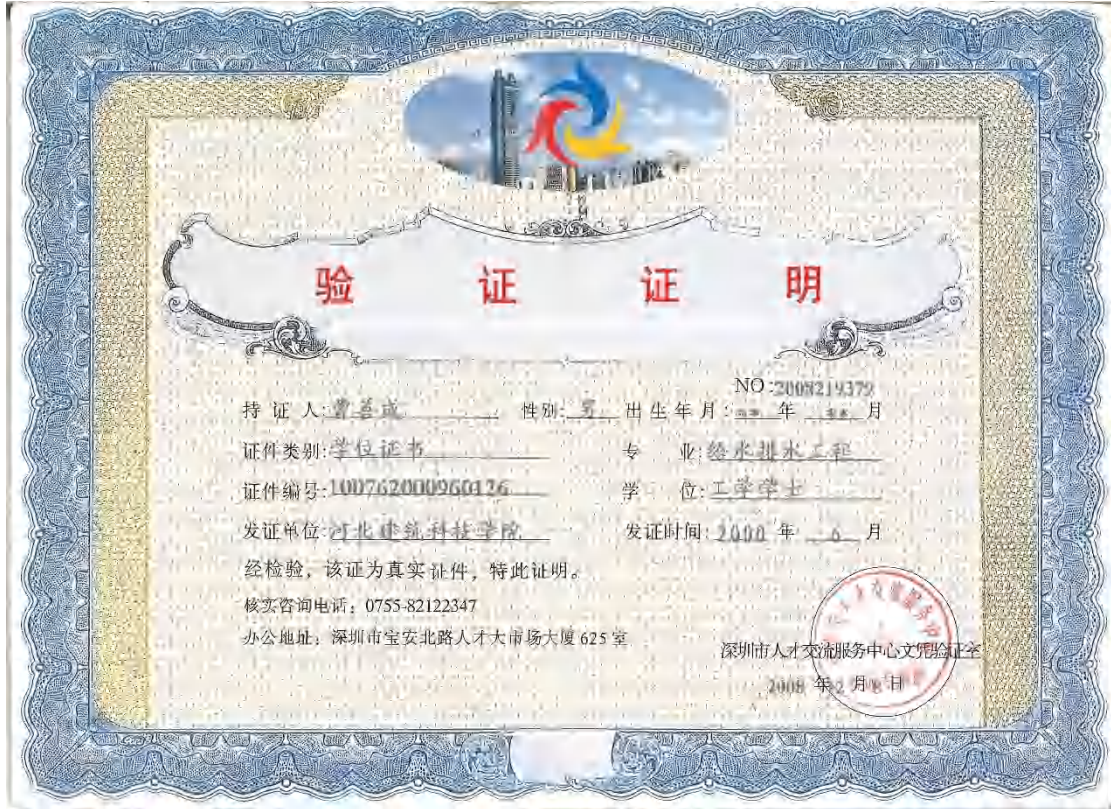 验 证 证 明
NO:2008219379
持 证 人:曹益成 性别:男 出生年月:** 年 ** 月
证件类别:学位证书 专 业:给水排水工程
证件编号:100762000960126 学 位:工学学士
发证单位:河北建筑科技学院 发证时间:2000 年 6 月
经检验,该证为真实证件,特此证明。
核实咨询电话:0755-82122347
办公地址:深圳市宝安北路人才大市场大厦 625 室
深圳市人才交流服务中心文凭验证室
2008 年2 月8 日